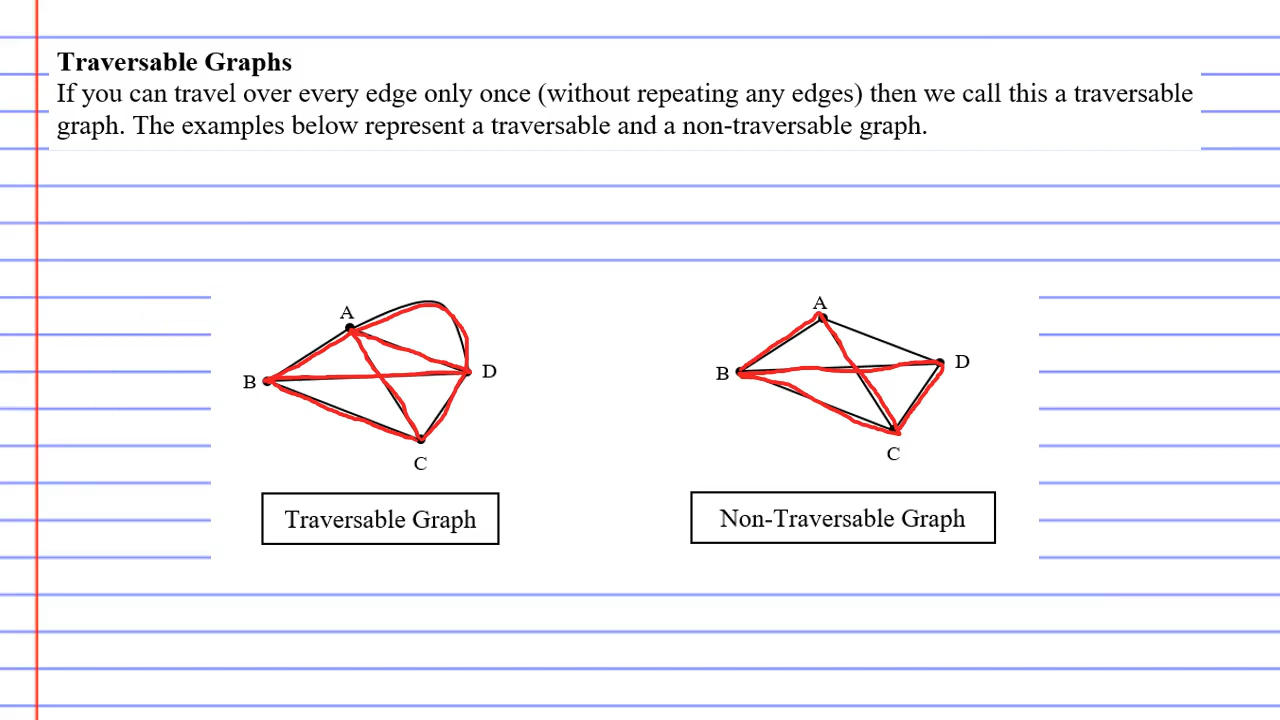 Traversable Graphs
If you can travel over every edge only once (without repeating any edges) then we call this a traversable
graph. The examples below represent a traversable and a non-traversable graph.
A
B
D
C
Traversable Graph
A
B
D
C
Non-Traversable Graph